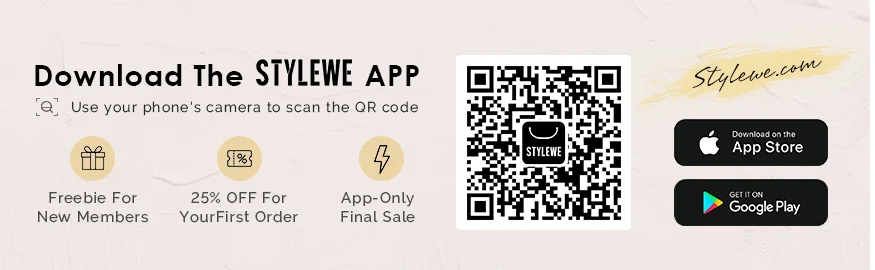 Download The STYLEWE APP
Use your phone's camera to scan the QR code
Freebie For
New Members
25% OFF For
YourFirst Order
App-Only
Final Sale
STYLEWE
Stylewe.com
Download on the
App Store
GET IT ON
Google Play